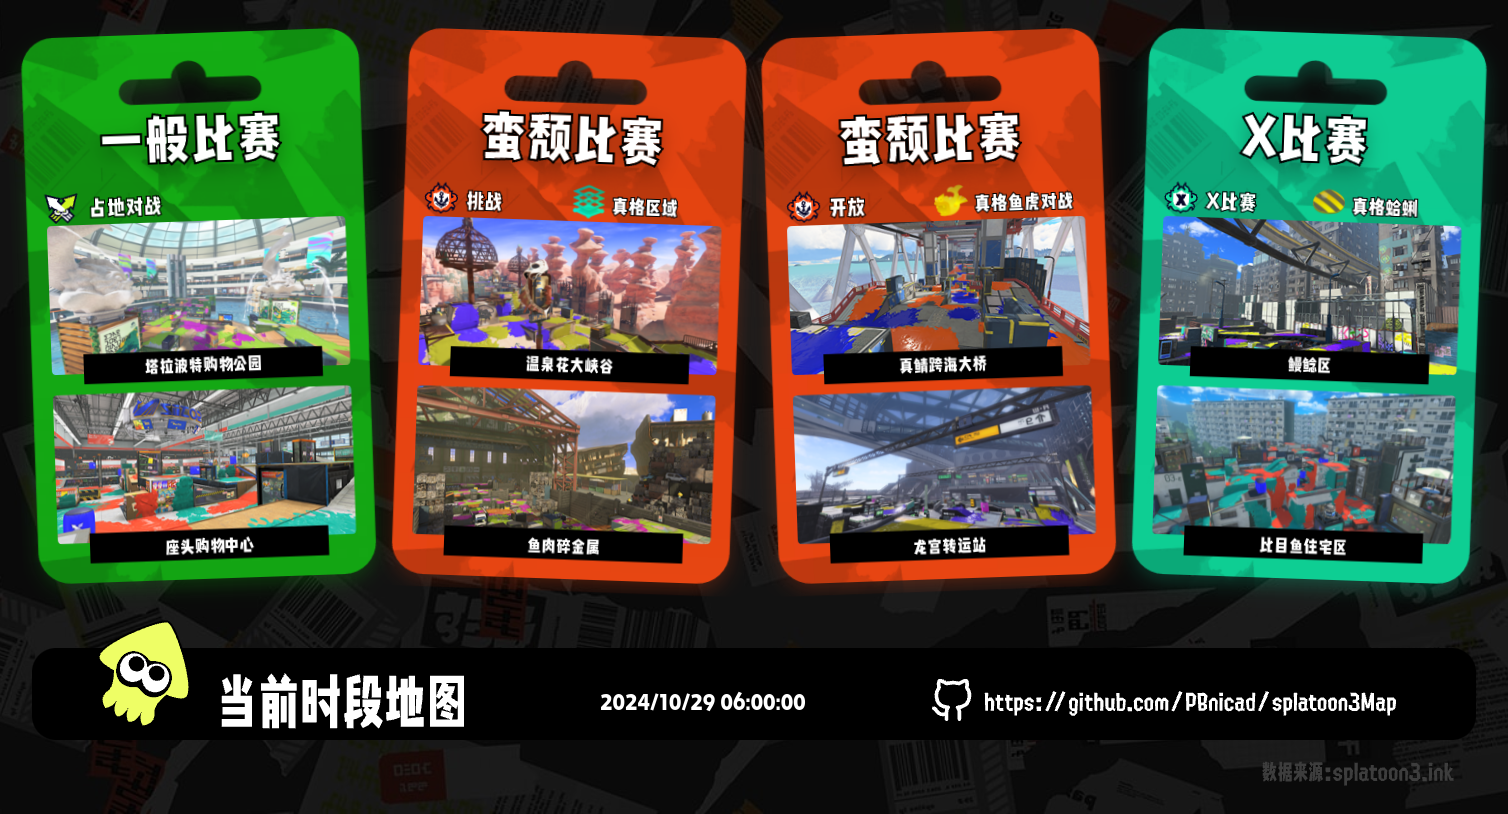 一般比赛
占地对战
塔拉波特购物公园
座头购物中心
蛮颓比赛
挑战
真格区域
温泉花大峡谷
鱼肉碎金属
蛮颓比赛
开放
真格鱼虎对战
真鲭跨海大桥
龙宫转运站
X比赛
X比赛
真格蛤蜊
鳗鲶区
比目鱼住宅区
当前时段地图
2024/10/29 06:00:00
https://github.com/PBnicad/splatoon3Map
数据来源:splatoon3.ink